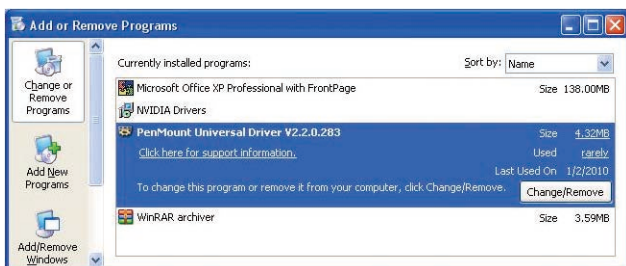 Add or Remove Programs
Change or
Remove
Programs
Add New
Programs
Add/Remove
Windows
Currently installed programs:
Sort by: Name
Microsoft Office XP Professional with FrontPage Size 138.00MB
NVIDIA Drivers
PenMount Universal Driver V2.2.0.283 Size 4.32MB
Click here for support information. Used rarely
Last Used On 1/2/2010
To change this program or remove it from your computer, click Change/Remove. Change/Remove
WinRAR archiver Size 3.59MB